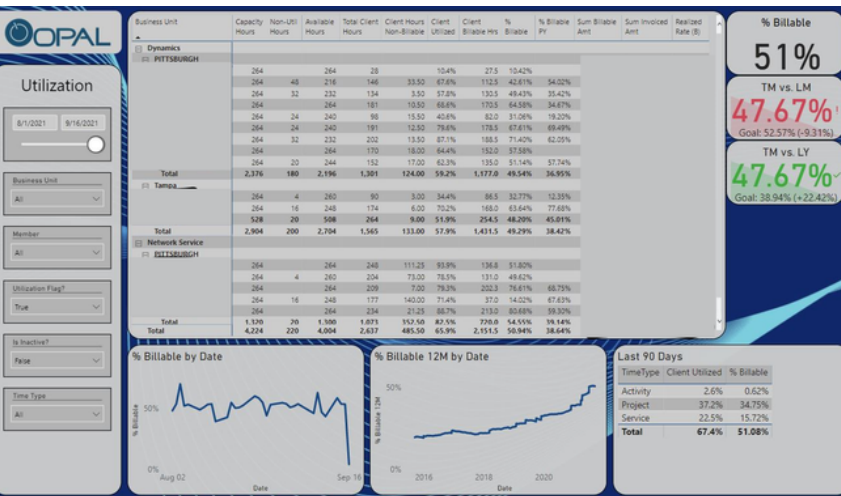 OPAL
Utilization
8/1/2021 9/16/2021
Business Unit
All
Member
All
Utilization Flag?
True
Is Inactive?
False
Time Type
All
Business Unit Capacity Hours Non-Util Hours Available Hours Total Client Hours Client Hours Non-Billable Client Utilized Client Billable Hrs % Billable % Billable PY Sum Billable Amt Sum Invoiced Amt Realized Rate (B)
Dynamics
PITTSBURGH
264 264 28 10.4% 27.5 10.42%
264 48 216 146 33.50 67.6% 112.5 42.61% 54.02%
264 32 232 134 3.50 57.8% 130.5 49.43% 35.42%
264 264 181 10.50 68.6% 170.5 64.58% 34.67%
264 24 240 98 15.50 40.6% 82.0 31.06% 19.20%
264 24 240 191 12.50 79.6% 178.5 67.61% 69.49%
264 32 232 202 13.50 87.1% 188.5 71.40% 62.05%
264 264 170 18.00 64.4% 152.0 57.58%
264 20 244 152 17.00 62.3% 135.0 51.14% 57.74%
Total 2,376 180 2,196 1,301 124.00 59.2% 1,177.0 49.54% 36.95%
Tampa
264 4 260 90 3.00 34.4% 86.5 32.77% 12.35%
264 16 248 174 6.00 70.2% 168.0 63.64% 77.68%
528 20 508 264 9.00 51.9% 254.5 48.20% 45.01%
Total 2,904 200 2,704 1,565 133.00 57.9% 1,431.5 49.29% 38.42%
Network Service
PITTSBURGH
264 264 248 111.25 93.9% 136.8 51.80%
264 4 260 204 73.00 78.5% 131.0 49.62%
264 264 209 7.00 79.3% 202.3 76.61% 68.75%
264 16 248 177 140.00 71.4% 37.0 14.02% 67.63%
264 264 234 21.25 88.7% 213.0 80.68% 59.30%
Total 1,320 20 1,300 1,073 352.50 82.5% 720.0 54.55% 39.14%
Total 4,224 220 4,004 2,637 485.50 65.9% 2,151.5 50.94% 38.64%
% Billable
51%
TM vs. LM
47.67%!
Goal: 52.57% (-9.31%)
TM vs. LY
47.67%
Goal: 38.94% (+22.42%)
% Billable by Date
% Billable
50%
0%
Aug 02 Sep 16
Date
% Billable 12M by Date
% Billable 12M
50%
0%
2016 2018 2020
Date
Last 90 Days
TimeType Client Utilized % Billable
Activity 2.6% 0.62%
Project 37.2% 34.75%
Service 22.5% 15.72%
Total 67.4% 51.08%